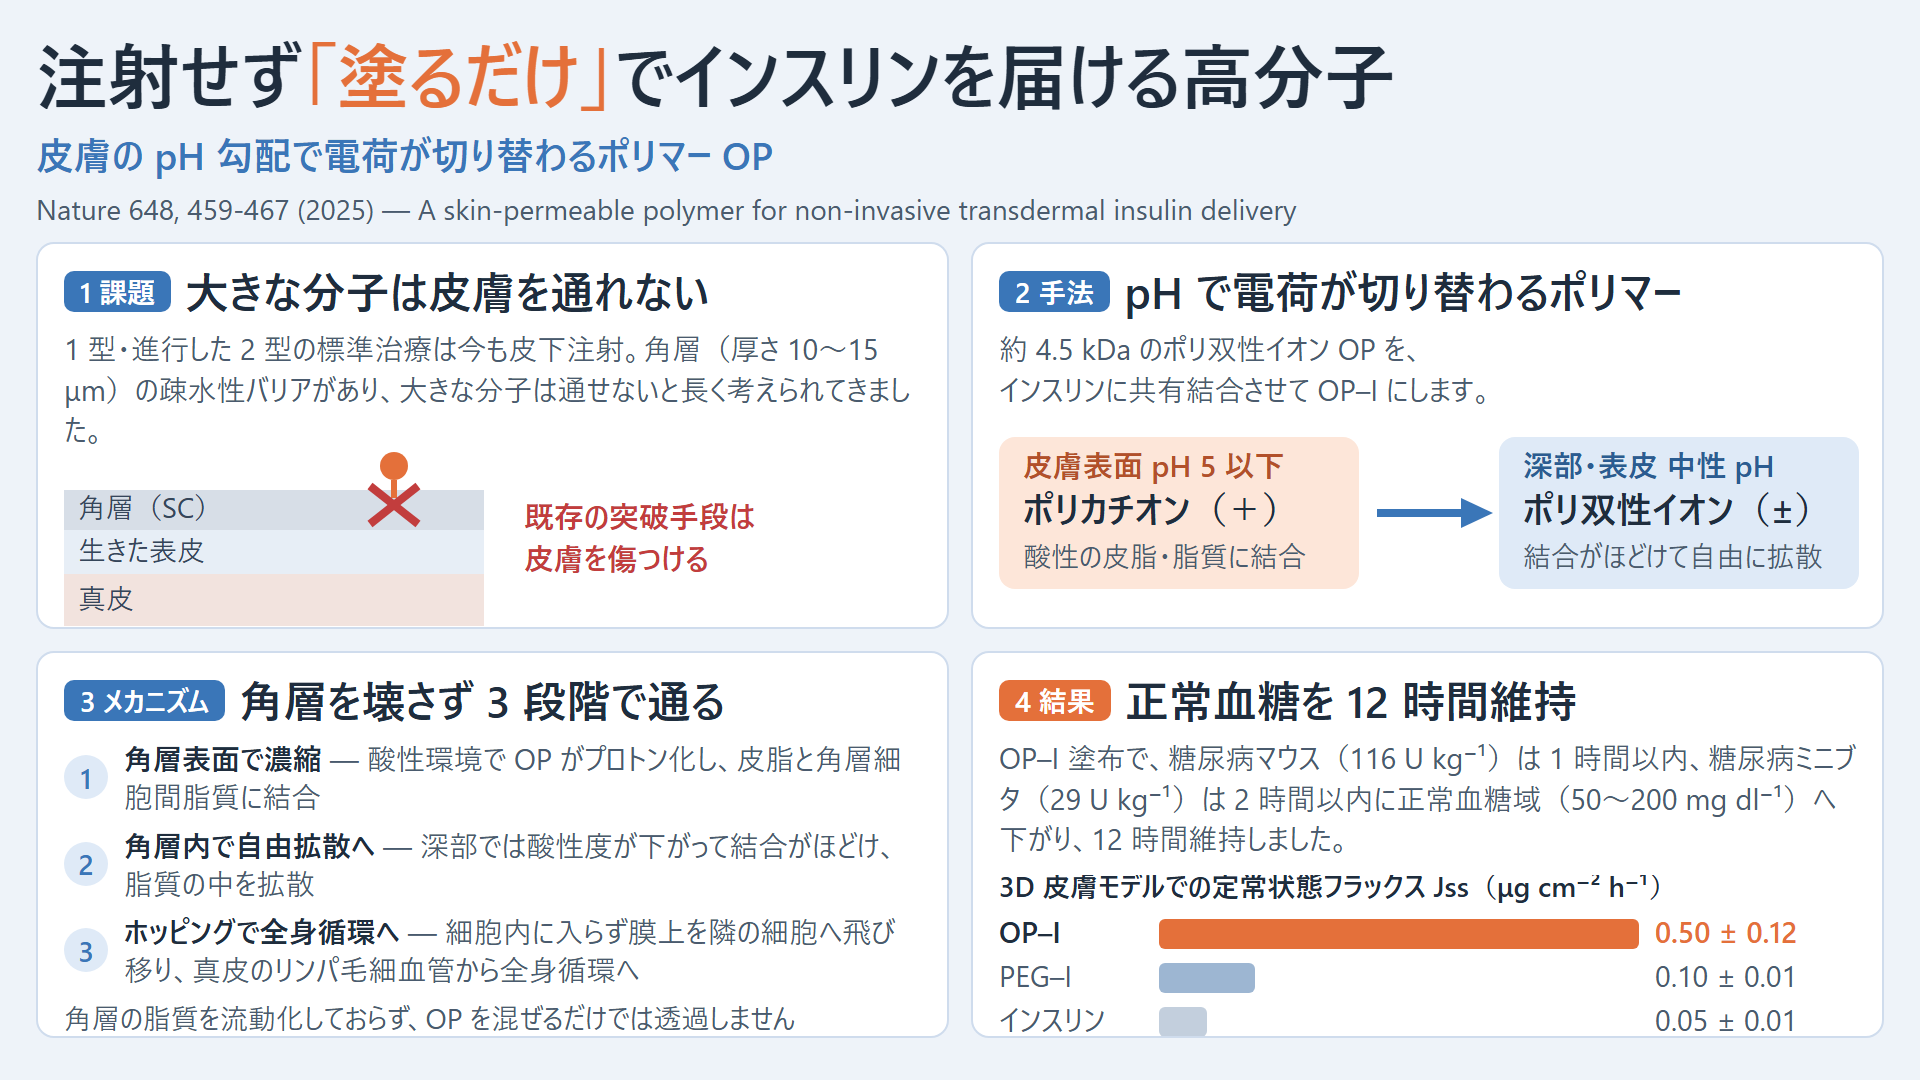 注射せず「塗るだけ」でインスリンを届ける高分子
皮膚の pH 勾配で電荷が切り替わるポリマー OP
Nature 648, 459-467 (2025) — A skin-permeable polymer for non-invasive transdermal insulin delivery
1 課題 大きな分子は皮膚を通れない
1 型・進行した 2 型の標準治療は今も皮下注射。角層（厚さ 10〜15
µm）の疎水性バリアがあり、大きな分子は通せないと長く考えられてきまし
た。
角層（SC）
生きた表皮
真皮
既存の突破手段は
皮膚を傷つける
2 手法 pH で電荷が切り替わるポリマー
約 4.5 kDa のポリ双性イオン OP を、
インスリンに共有結合させて OP–I にします。
皮膚表面 pH 5 以下
ポリカチオン（＋）
酸性の皮脂・脂質に結合
深部・表皮 中性 pH
ポリ双性イオン（±）
結合がほどけて自由に拡散
3 メカニズム 角層を壊さず 3 段階で通る
1 角層表面で濃縮 — 酸性環境で OP がプロトン化し、皮脂と角層細
胞間脂質に結合
2 角層内で自由拡散へ — 深部では酸性度が下がって結合がほどけ、
脂質の中を拡散
3 ホッピングで全身循環へ — 細胞内に入らず膜上を隣の細胞へ飛び
移り、真皮のリンパ毛細血管から全身循環へ
角層の脂質を流動化しておらず、OP を混ぜるだけでは透過しません
4 結果 正常血糖を 12 時間維持
OP–I 塗布で、糖尿病マウス（116 U kg⁻¹）は 1 時間以内、糖尿病ミニブ
タ（29 U kg⁻¹）は 2 時間以内に正常血糖域（50〜200 mg dl⁻¹）へ
下がり、12 時間維持しました。
3D 皮膚モデルでの定常状態フラックス Jss（µg cm⁻² h⁻¹）
OP–I 0.50 ± 0.12
PEG–I 0.10 ± 0.01
インスリン 0.05 ± 0.01